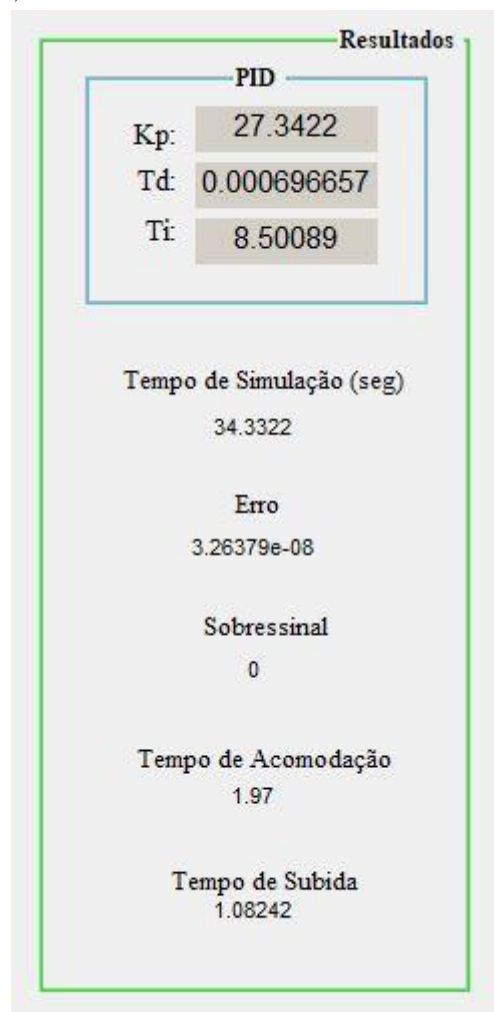 Resultados
PID
Kp: 27.3422
Td: 0.000696657
Ti: 8.50089
Tempo de Simulação (seg)
34.3322
Erro
3.26379e-08
Sobressinal
0
Tempo de Acomodação
1.97
Tempo de Subida
1.08242